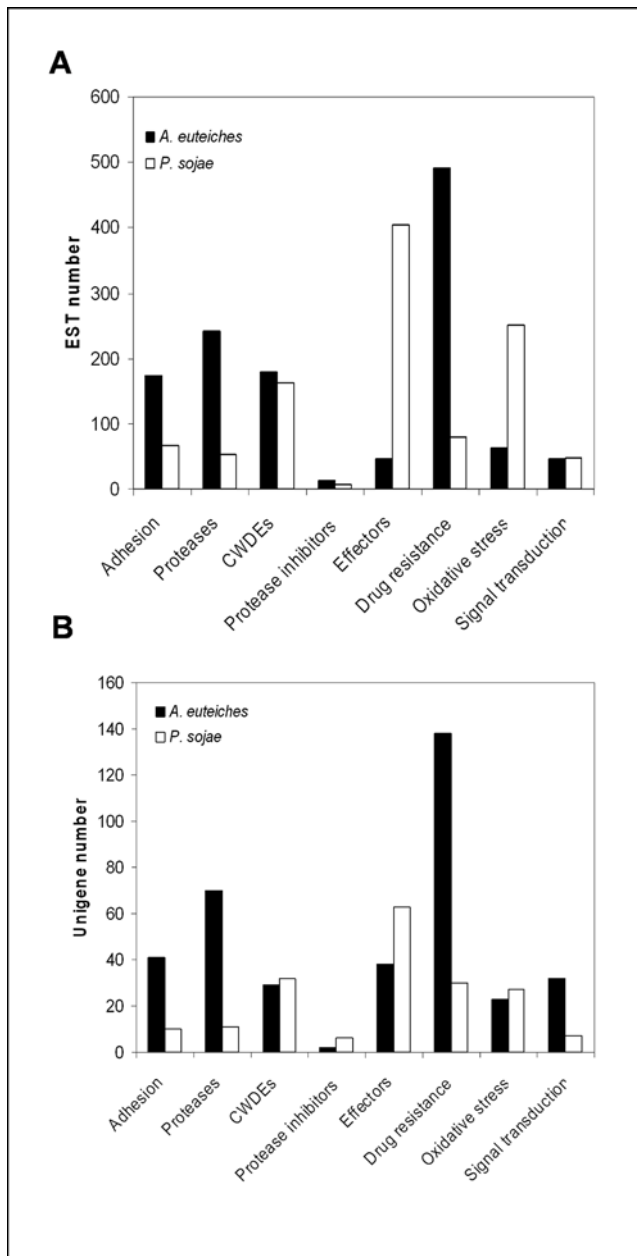 A
600
500
400
300
200
100
0
EST number
A. euteiches
P. sojae
Adhesion
Proteases
CWDEs
Protease inhibitors
Effectors
Drug resistance
Oxidative stress
Signal transduction
B
160
140
120
100
80
60
40
20
0
Unigene number
A. euteiches
P. sojae
Adhesion
Proteases
CWDEs
Protease inhibitors
Effectors
Drug resistance
Oxidative stress
Signal transduction